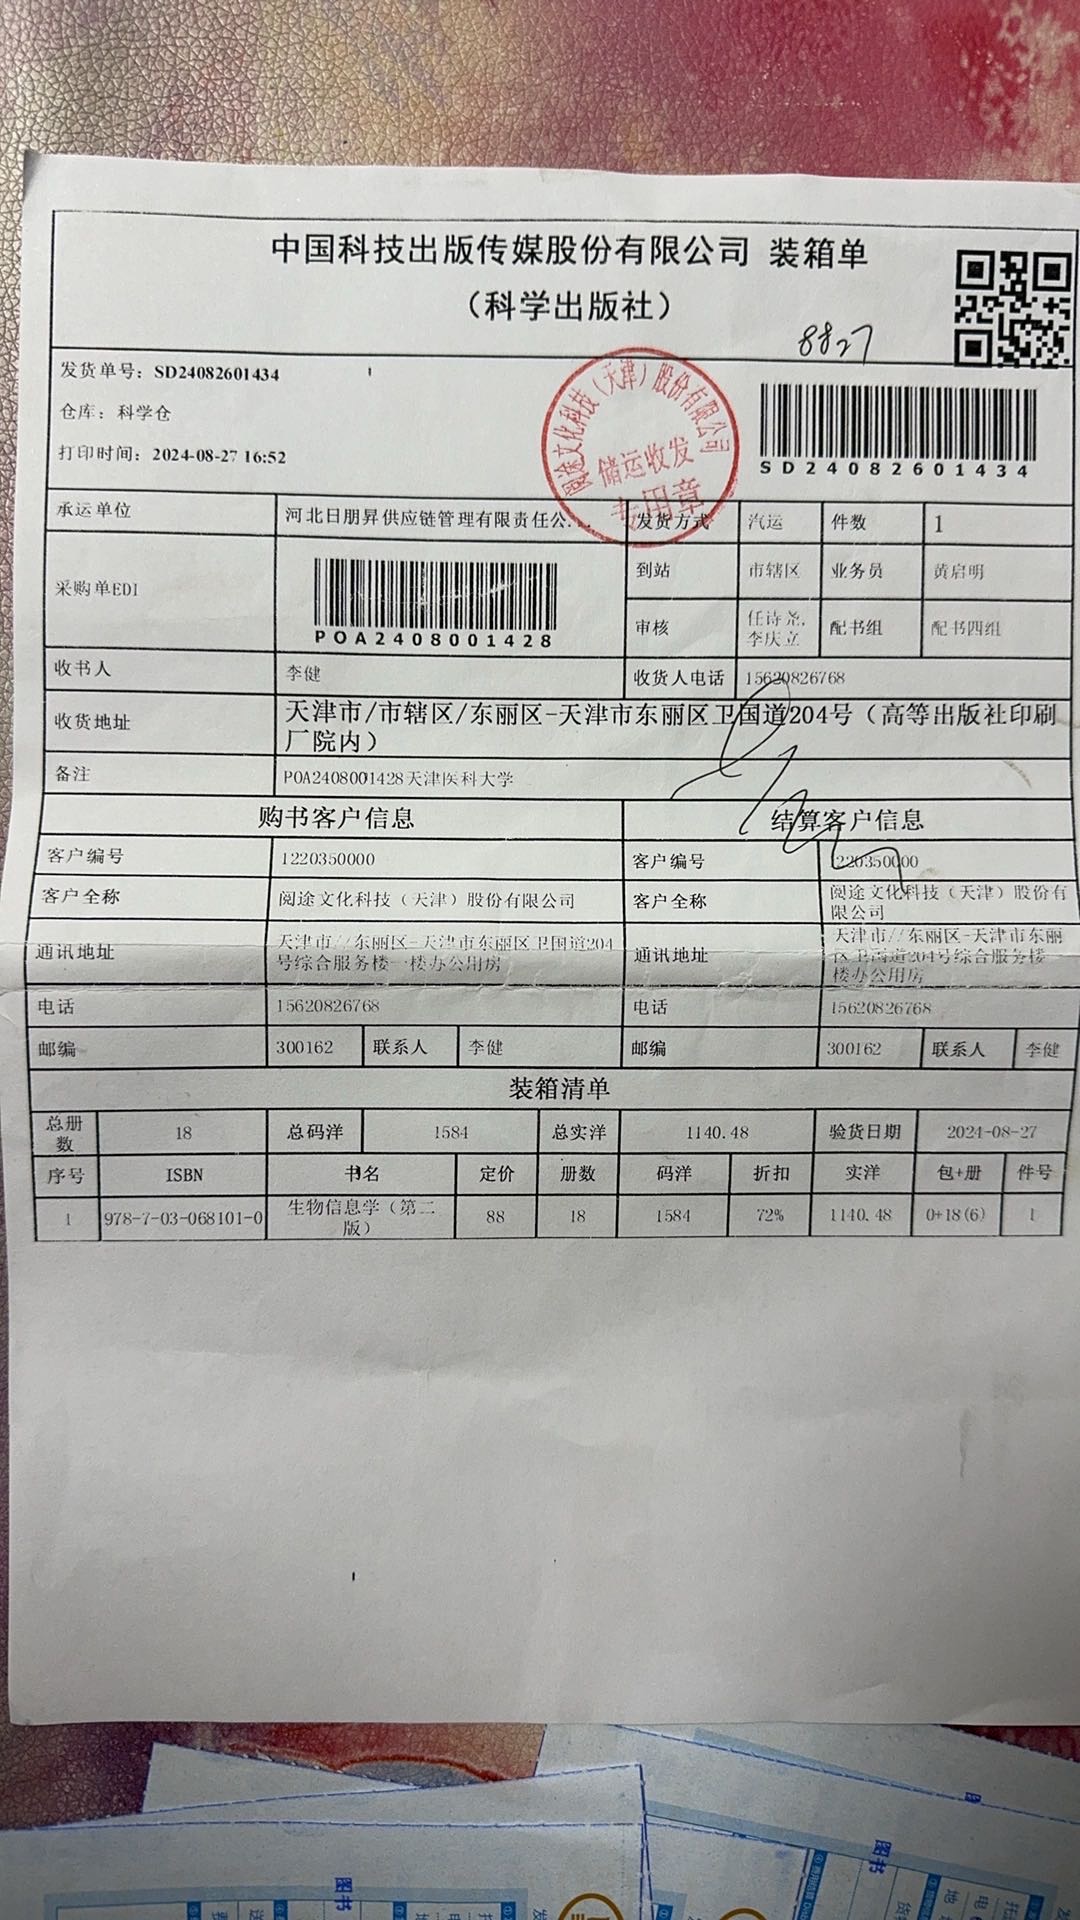 中国科技出版传媒股份有限公司 装箱单
（科学出版社）
8827
发货单号：SD24082601434
仓库：科学仓
打印时间：2024-08-27 16:52
SD24082601434
阅途文化科技（天津）股份有限公司
储运收发
专用章
承运单位 河北日朋昇供应链管理有限责任公... 发货方式 汽运 件数 1
采购单EDI POA2408001428 到站 市辖区 业务员 黄启明
审核 任诗尧,李庆立 配书组 配书四组
收书人 李健 收货人电话 15620826768
收货地址 天津市/市辖区/东丽区-天津市东丽区卫国道204号（高等出版社印刷
厂院内）
备注 POA2408001428天津医科大学
购书客户信息 结算客户信息
客户编号 1220350000 客户编号 1220350000
客户全称 阅途文化科技（天津）股份有限公司 客户全称 阅途文化科技（天津）股份有限公司
通讯地址 天津市//东丽区-天津市东丽区卫国道204号综合服务楼一楼办公用房 通讯地址 天津市//东丽区-天津市东丽区卫国道204号综合服务楼一楼办公用房
电话 15620826768 电话 15620826768
邮编 300162 联系人 李健 邮编 300162 联系人 李健
装箱清单
总册数 18 总码洋 1584 总实洋 1140.48 验货日期 2024-08-27
序号 ISBN 书名 定价 册数 码洋 折扣 实洋 包+册 件号
1 978-7-03-068101-0 生物信息学（第二版） 88 18 1584 72% 1140.48 0+18(6) 1
图书
图书